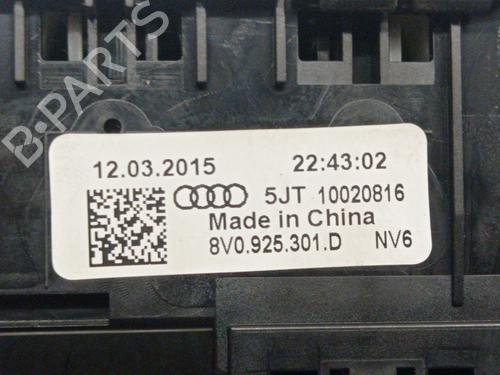 B-PARTS
12.03.2015 22:43:02
5JT 10020816
Made in China
8V0.925.301.D NV6